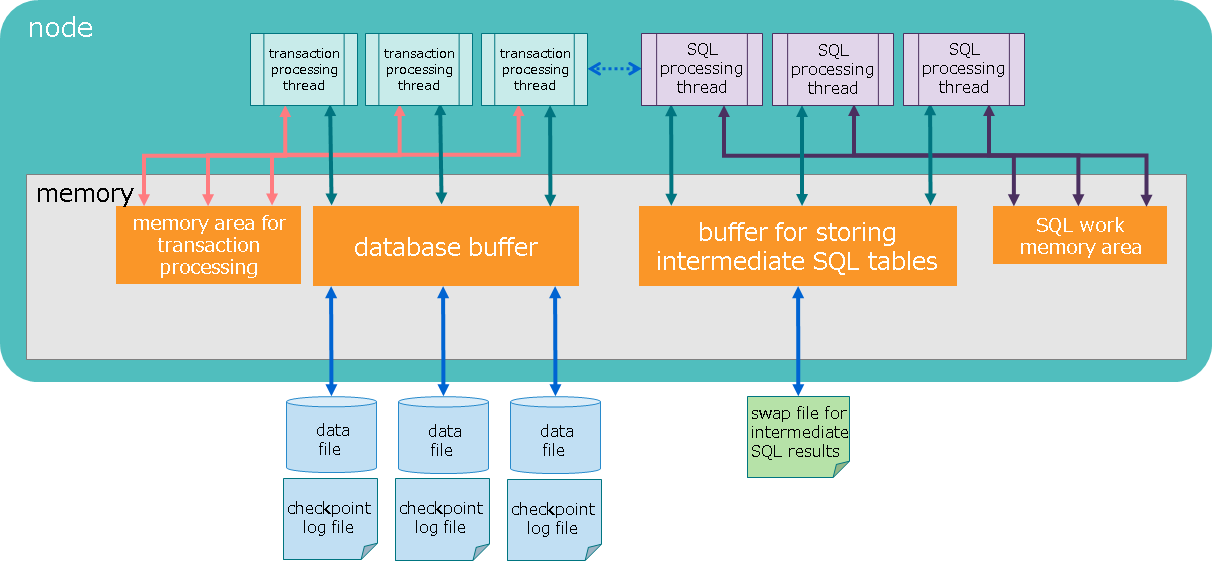 node
transaction
processing
thread
transaction
processing
thread
transaction
processing
thread
SQL
processing
thread
SQL
processing
thread
SQL
processing
thread
memory
memory area for
transaction
processing
database buffer
buffer for storing
intermediate SQL tables
SQL work
memory area
data
file
data
file
data
file
swap file for
intermediate
SQL results
checkpoint
log file
checkpoint
log file
checkpoint
log file